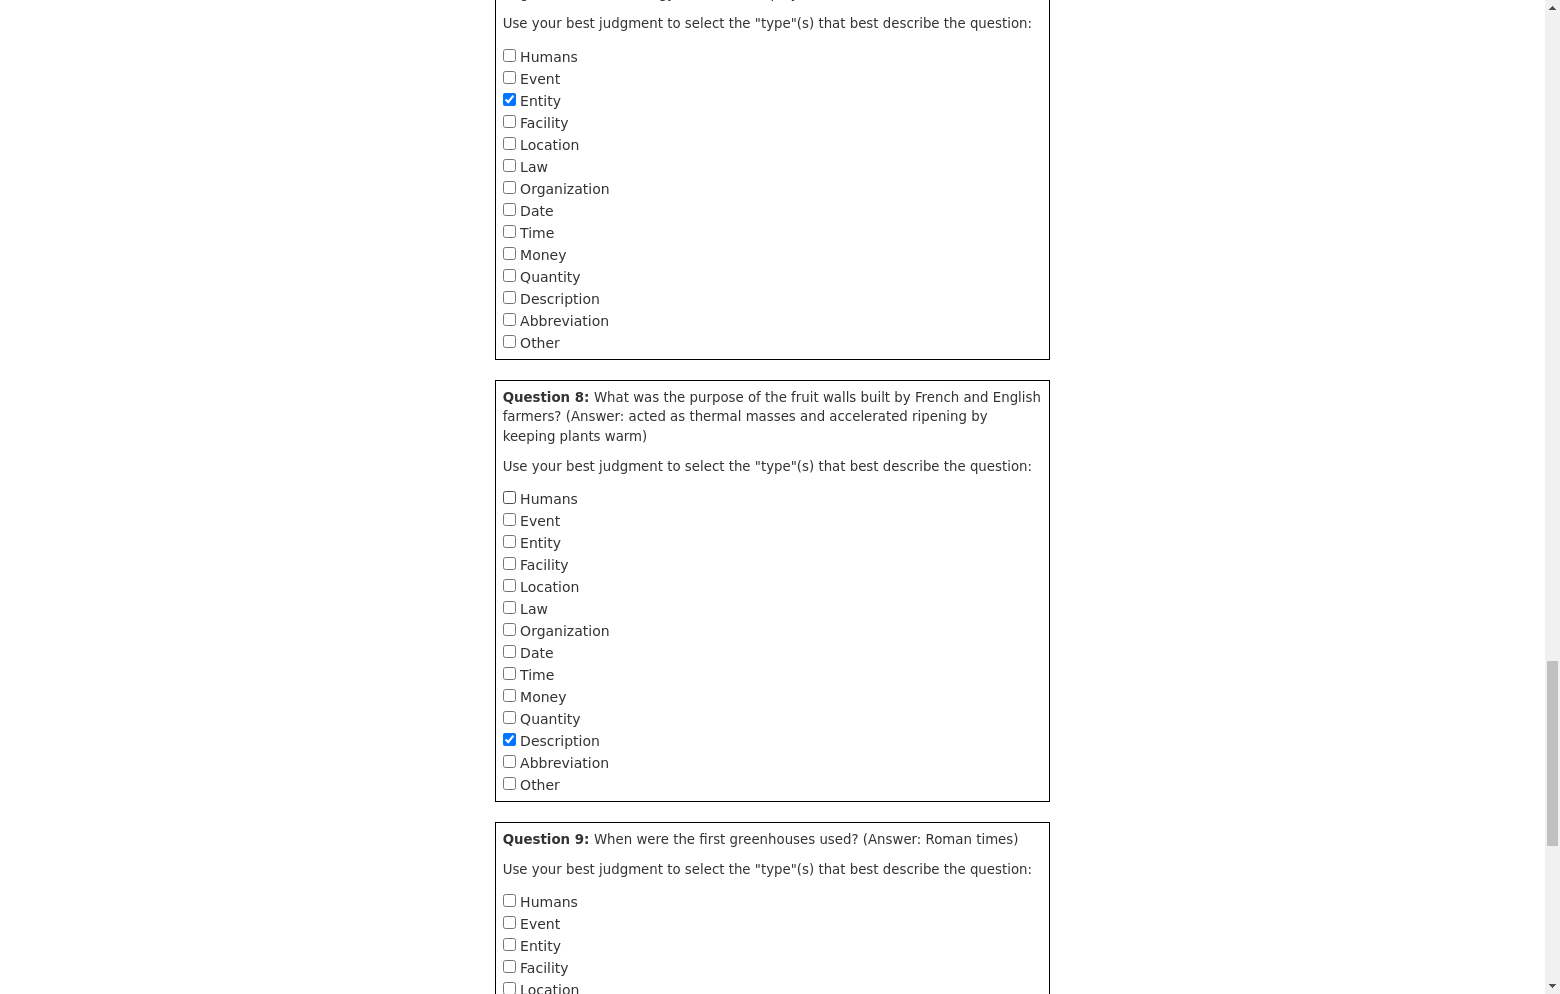 Use your best judgment to select the "type"(s) that best describe the question:
Humans
Event
Entity
Facility
Location
Law
Organization
Date
Time
Money
Quantity
Description
Abbreviation
Other
Question 8: What was the purpose of the fruit walls built by French and English
farmers? (Answer: acted as thermal masses and accelerated ripening by
keeping plants warm)
Use your best judgment to select the "type"(s) that best describe the question:
Humans
Event
Entity
Facility
Location
Law
Organization
Date
Time
Money
Quantity
Description
Abbreviation
Other
Question 9: When were the first greenhouses used? (Answer: Roman times)
Use your best judgment to select the "type"(s) that best describe the question:
Humans
Event
Entity
Facility
Location